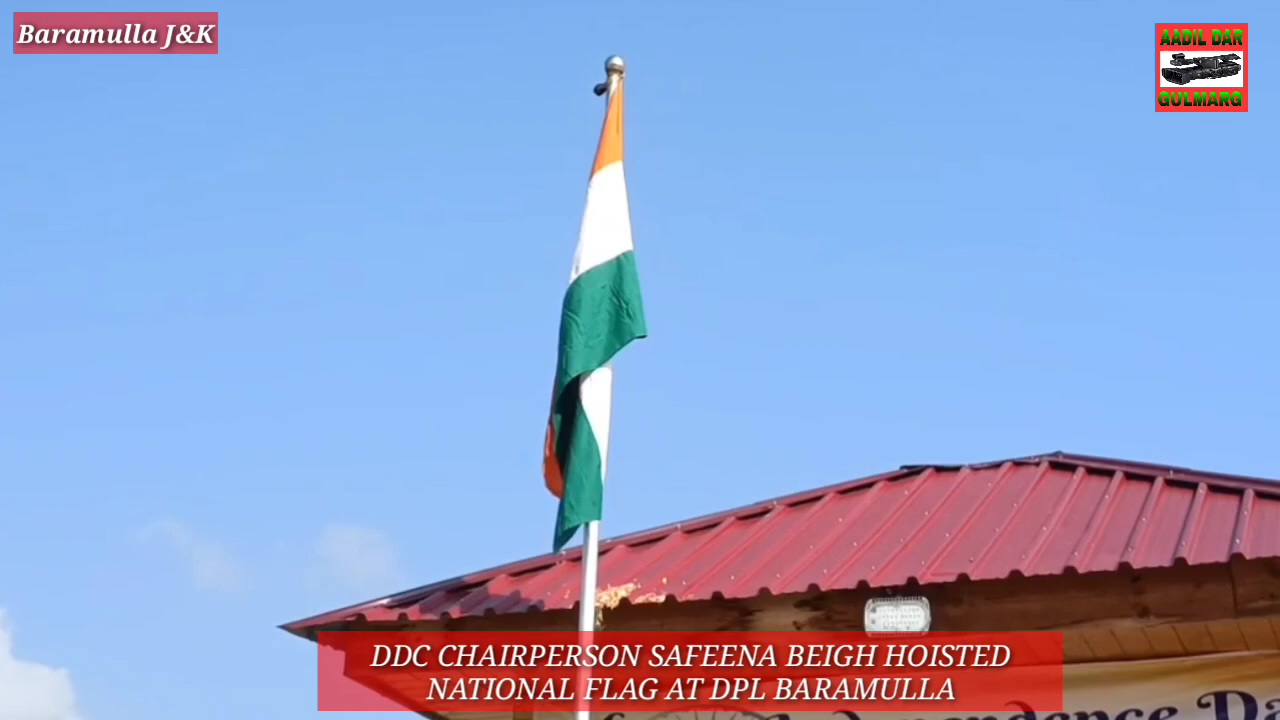 Baramulla J&K
AADIL DAR
GULMARG
DDC CHAIRPERSON SAFEENA BEIGH HOISTED
NATIONAL FLAG AT DPL BARAMULLA